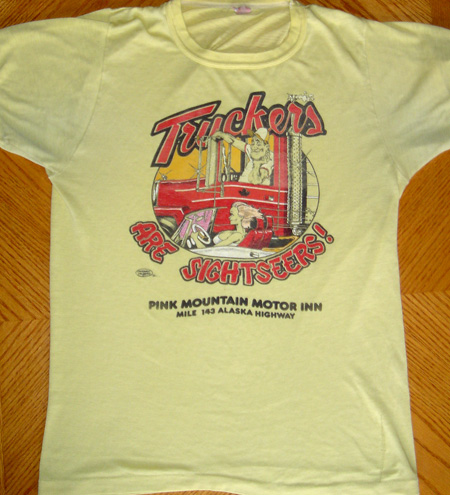 Truckers
ARE
SIGHTSEERS!
PINK MOUNTAIN MOTOR INN
MILE 143 ALASKA HIGHWAY